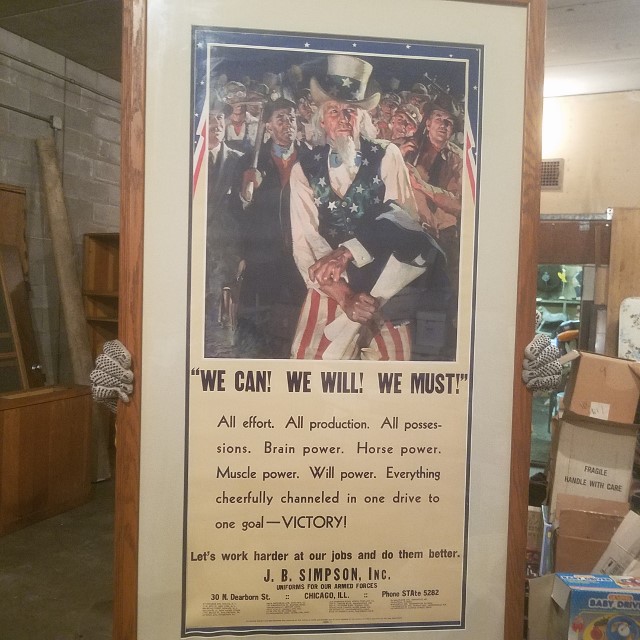 "WE CAN! WE WILL! WE MUST!"
All effort. All production. All posses-
sions. Brain power. Horse power.
Muscle power. Will power. Everything
cheerfully channeled in one drive to
one goal—VICTORY!
Let's work harder at our jobs and do them better.
J. B. SIMPSON, INC.
UNIFORMS FOR OUR ARMED FORCES
30 N. Dearborn St. :: CHICAGO, ILL. :: Phone STAte 5282
FRAGILE
HANDLE WITH CARE
BABY DRIV